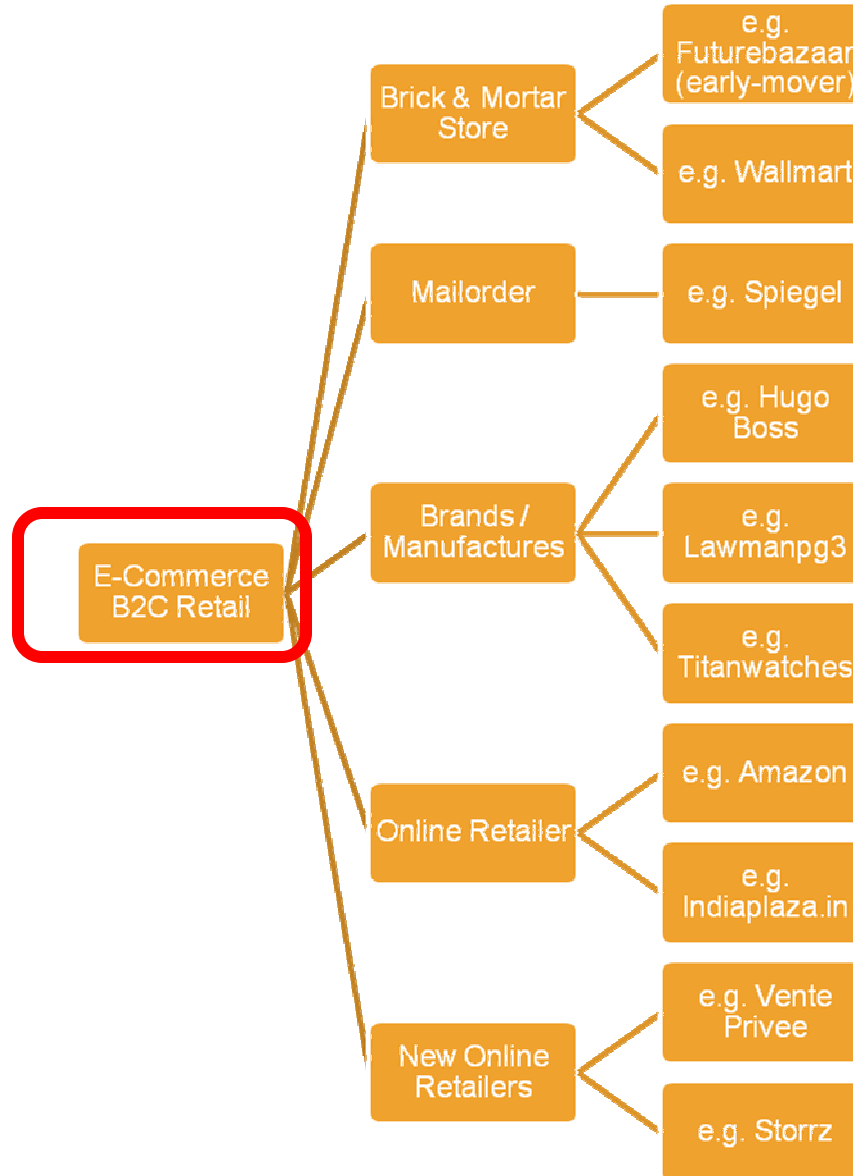 E-Commerce
B2C Retail
Brick & Mortar
Store
e.g.
Futurebazaar
(early-mover)
e.g. Wallmart
Mailorder
e.g. Spiegel
Brands /
Manufactures
e.g. Hugo
Boss
e.g.
Lawmanpg3
e.g.
Titanwatches
Online Retailer
e.g. Amazon
e.g.
Indiaplaza.in
New Online
Retailers
e.g. Vente
Privee
e.g. Storrz